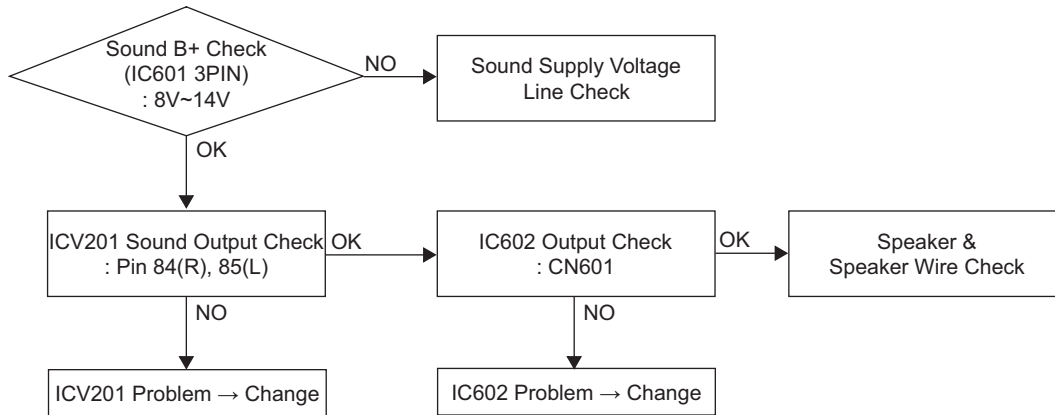 Sound B+ Check
(IC601 3PIN)
: 8V~14V
NO
Sound Supply Voltage
Line Check
OK
ICV201 Sound Output Check
: Pin 84(R), 85(L)
OK
IC602 Output Check
: CN601
OK
Speaker &
Speaker Wire Check
NO
NO
ICV201 Problem → Change
IC602 Problem → Change